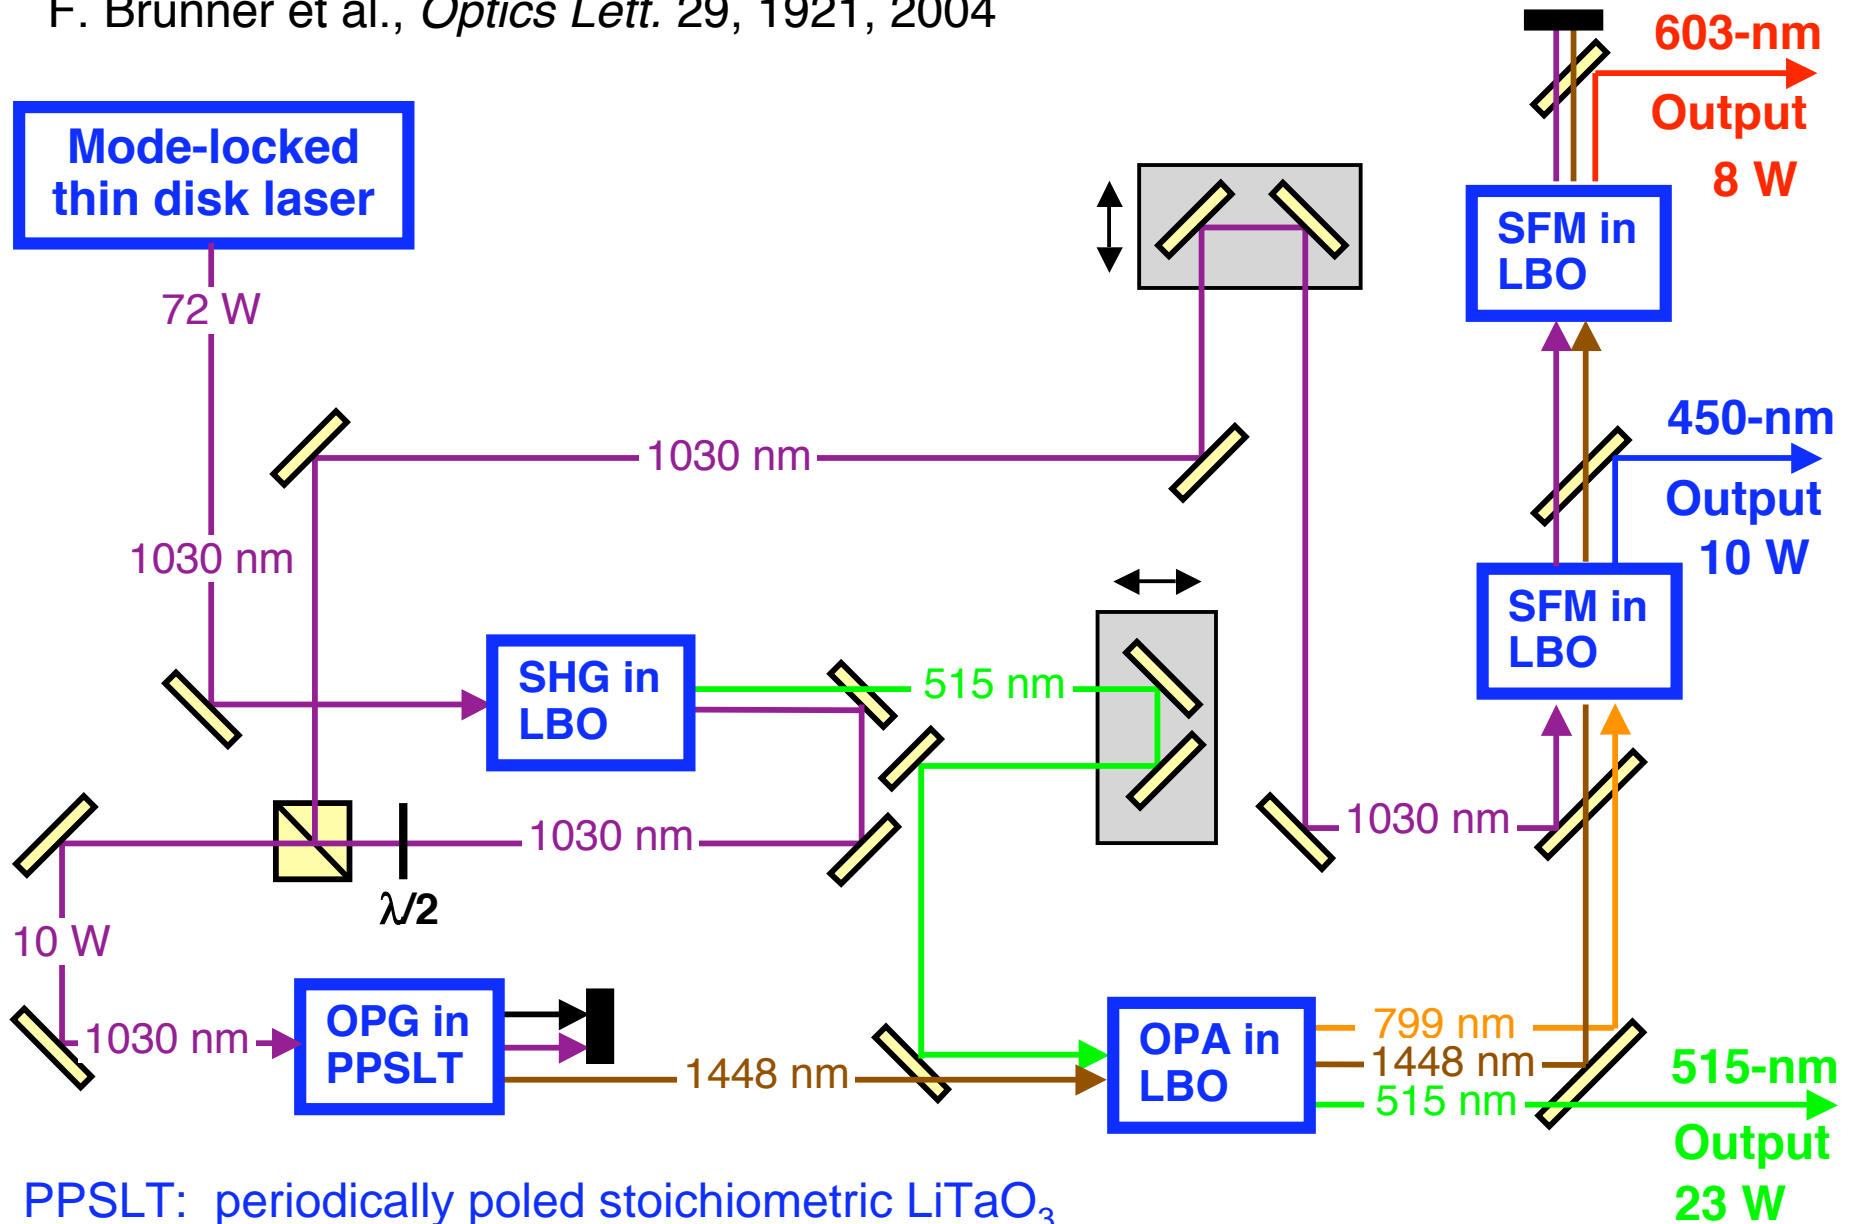 F. Brunner et al., Optics Lett. 29, 1921, 2004
603-nm
Output
8 W
Mode-locked
thin disk laser
72 W
SFM in
LBO
1030 nm
450-nm
Output
10 W
1030 nm
SFM in
LBO
SHG in
LBO
515 nm
1030 nm
1030 nm
λ/2
10 W
OPG in
PPSLT
1030 nm
1448 nm
OPA in
LBO
799 nm
1448 nm
515 nm
515-nm
Output
23 W
PPSLT: periodically poled stoichiometric LiTaO₃